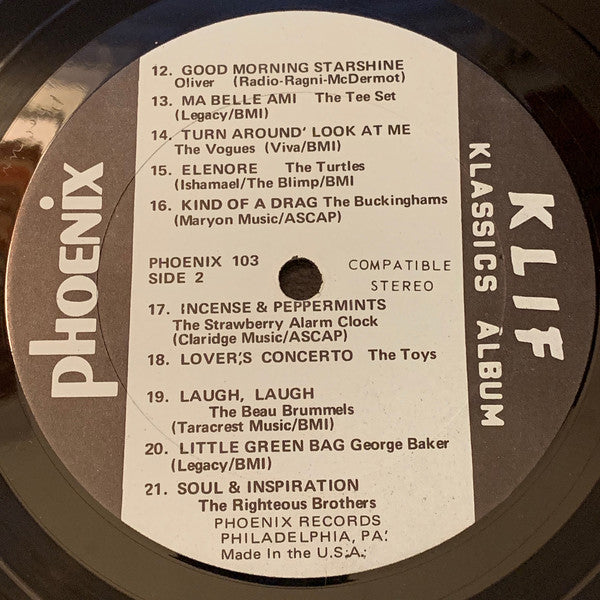 12. GOOD MORNING STARSHINE
Oliver (Radio-Ragni-McDermot)
13. MA BELLE AMI The Tee Set
(Legacy/BMI)
14. TURN AROUND' LOOK AT ME
The Vogues (Viva/BMI)
15. ELENORE The Turtles
(Ishamael/The Blimp/BMI
16. KIND OF A DRAG The Buckinghams
(Maryon Music/ASCAP)
PHOENIX 103
SIDE 2
COMPATIBLE
STEREO
17. INCENSE & PEPPERMINTS
The Strawberry Alarm Clock
(Claridge Music/ASCAP)
18. LOVER'S CONCERTO The Toys
19. LAUGH, LAUGH
The Beau Brummels
(Taracrest Music/BMI)
20. LITTLE GREEN BAG George Baker
(Legacy/BMI)
21. SOUL & INSPIRATION
The Righteous Brothers
PHOENIX RECORDS
PHILADELPHIA, PA.
Made In the U.S.A.
phoenix
KLIF
KLASSICS ALBUM